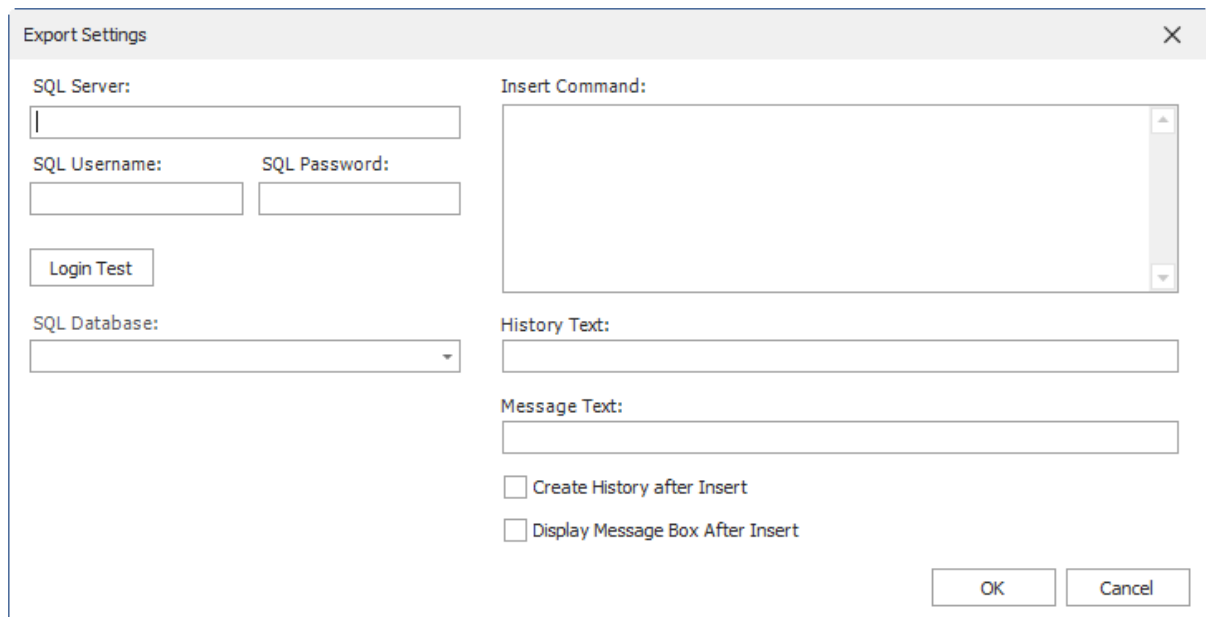 Export Settings
SQL Server:
SQL Username:
SQL Password:
Login Test
SQL Database:
Insert Command:
History Text:
Message Text:
Create History after Insert
Display Message Box After Insert
OK
Cancel